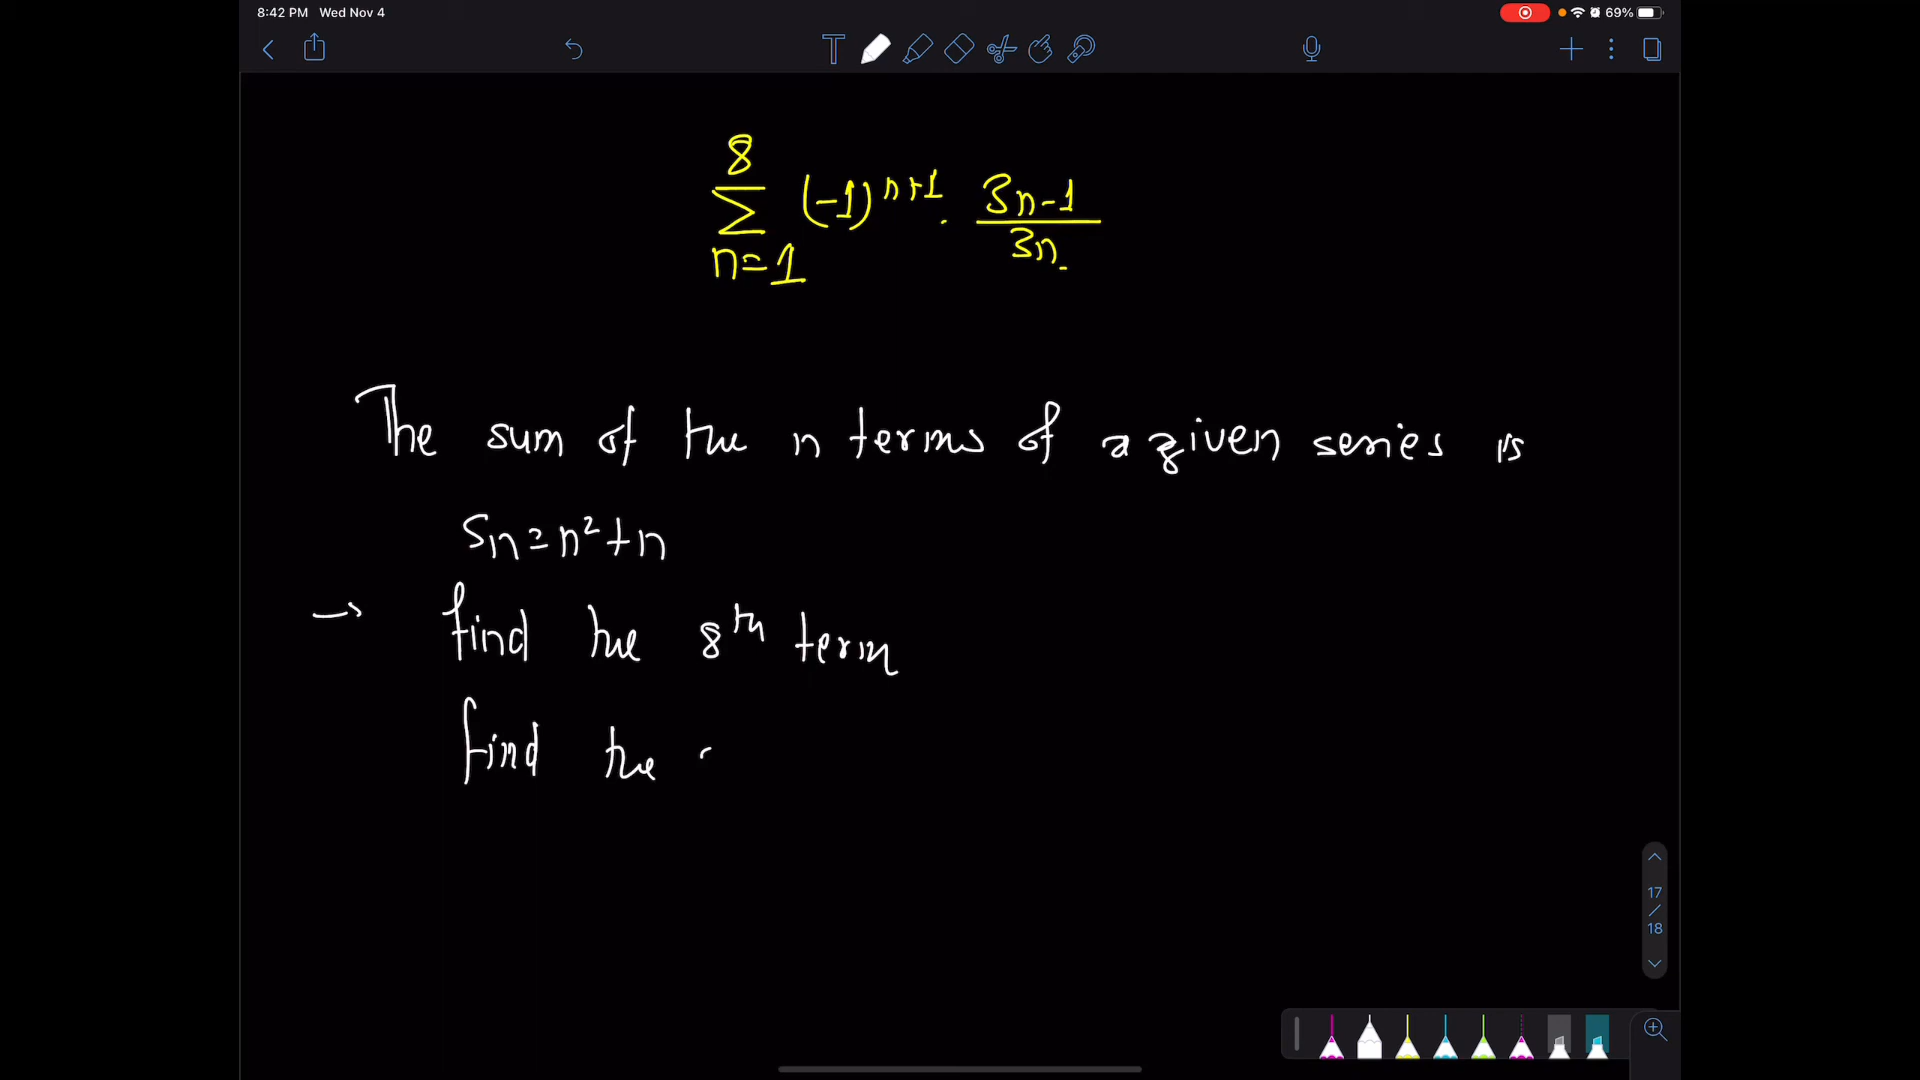 8:42 PM Wed Nov 4
69%
8
∑ (-1)^{n+1} · \frac{3n-1}{3n}
n=1
The sum of the n terms of a given series is
Sn=n²+n
→ find the 8th term
find the
17
/
18